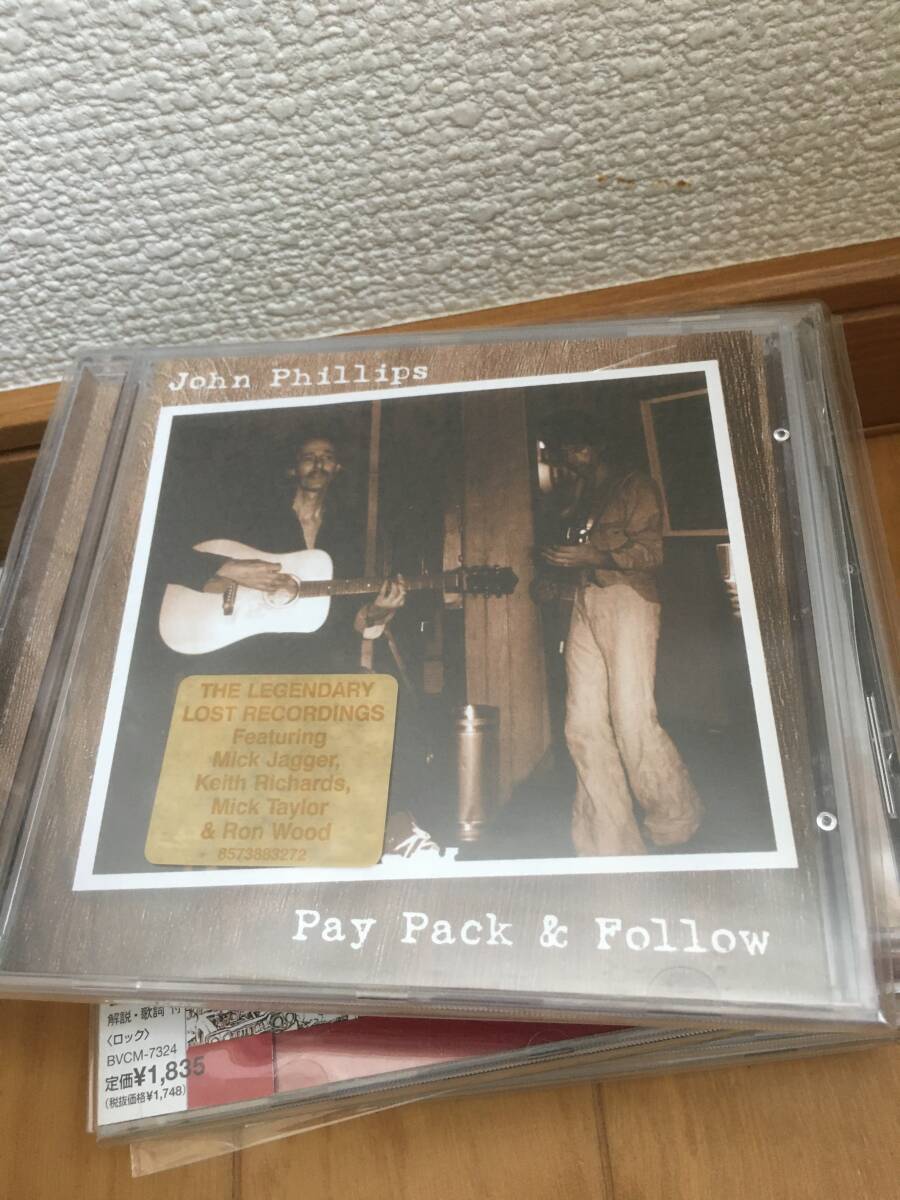 John Phillips
THE LEGENDARY
LOST RECORDINGS
Featuring
Mick Jagger,
Keith Richards,
Mick Taylor
& Ron Wood
8573883272
Pay Pack & Follow
解説・歌詞 付
〈ロック〉
BVCM-7324
定価¥1,835
(税抜価格¥1,748)